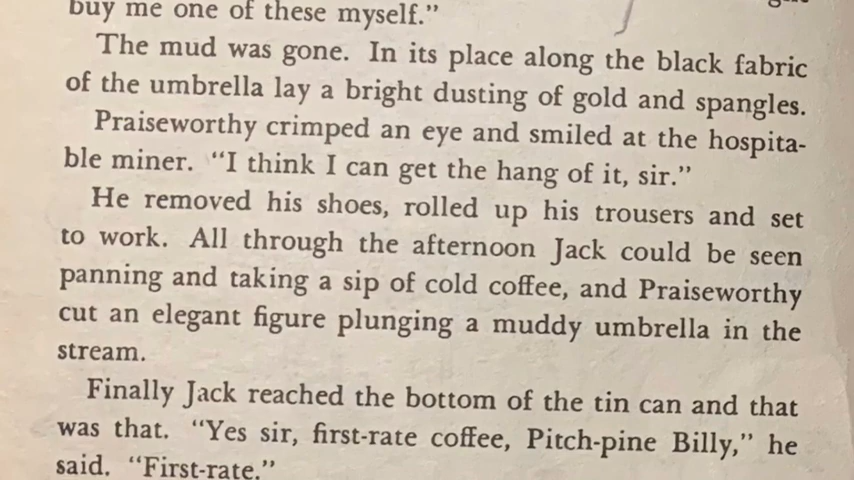 buy me one of these myself.”
The mud was gone. In its place along the black fabric
of the umbrella lay a bright dusting of gold and spangles.
Praiseworthy crimped an eye and smiled at the hospita-
ble miner. “I think I can get the hang of it, sir.”
He removed his shoes, rolled up his trousers and set
to work. All through the afternoon Jack could be seen
panning and taking a sip of cold coffee, and Praiseworthy
cut an elegant figure plunging a muddy umbrella in the
stream.
Finally Jack reached the bottom of the tin can and that
was that. “Yes sir, first-rate coffee, Pitch-pine Billy,” he
said. “First-rate.”